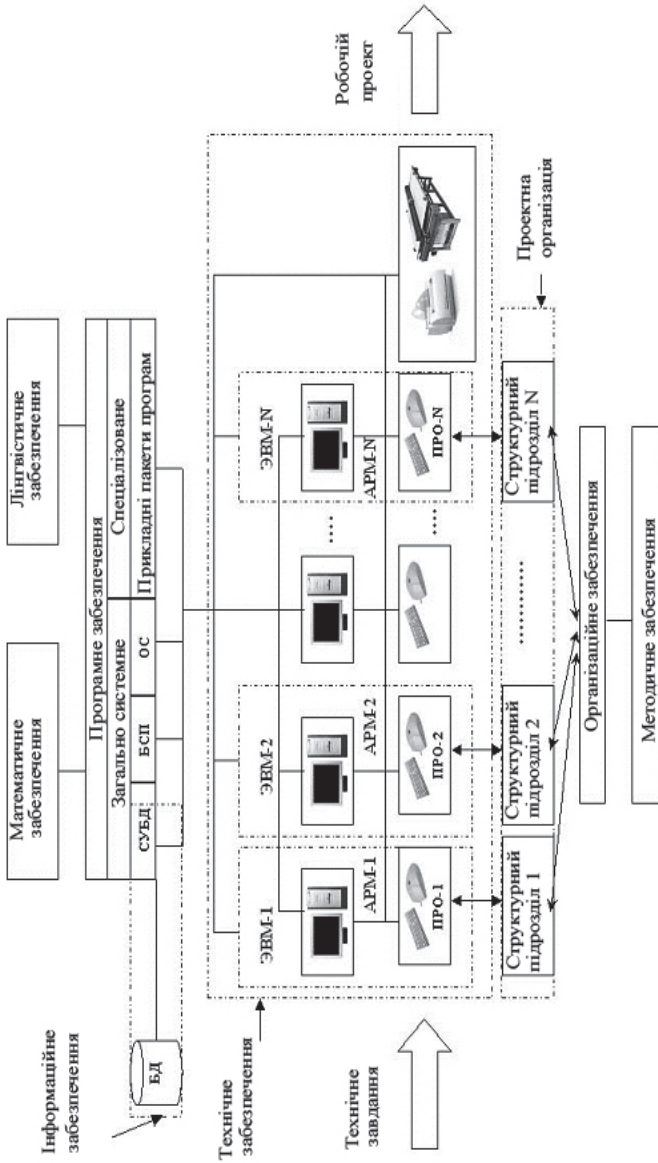 Математичне
забезпечення
Лінгвістичне
забезпечення
Програмне забезпечення
Загально системне
Спеціалізоване
СУБД
БСП
ОС
Прикладні пакети програм
Інформаційне
забезпечення
БД
Технічне
забезпечення
ЭВМ-1
ЭВМ-2
ЭВМ-N
АРМ-1
АРМ-2
.....
АРМ-N
ПРО-1
ПРО-2
.....
ПРО-N
Технічне
завдання
Робочій
проект
Структурний
підрозділ 1
Структурний
підрозділ 2
............
Структурний
підрозділ N
Проектна
організація
Організаційне забезпечення
Методичне забезпечення